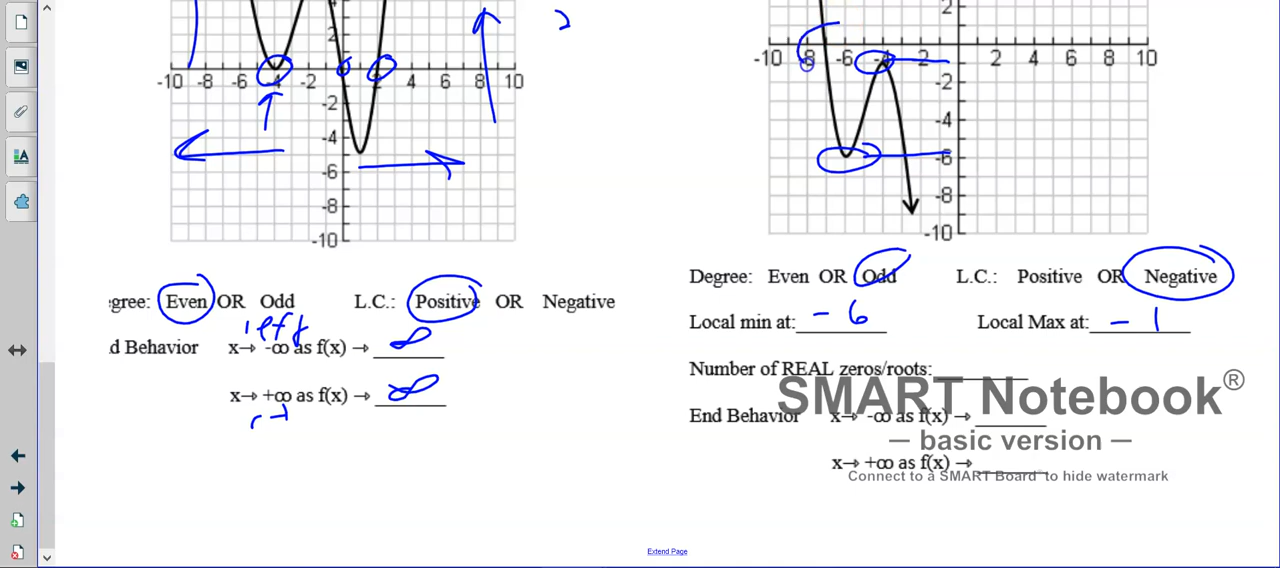 2
2
-10 -8 -6 -4 -2 2 4 6 8 10
-10 -8 -6 -4 -2 2 4 6 8 10
-2
-2
-4
-4
-6
-6
-8
-8
-10
-10
gree: Even OR Odd L.C.: Positive OR Negative
left
d Behavior x→ -∞ as f(x) → ∞
x→ +∞ as f(x) → ∞
Degree: Even OR Odd L.C.: Positive OR Negative
Local min at: -6 Local Max at: -1
Number of REAL zeros/roots:
End Behavior x→ -∞ as f(x) →
x→ +∞ as f(x) →
SMART Notebook®
— basic version —
Connect to a SMART Board® to hide watermark
Extend Page